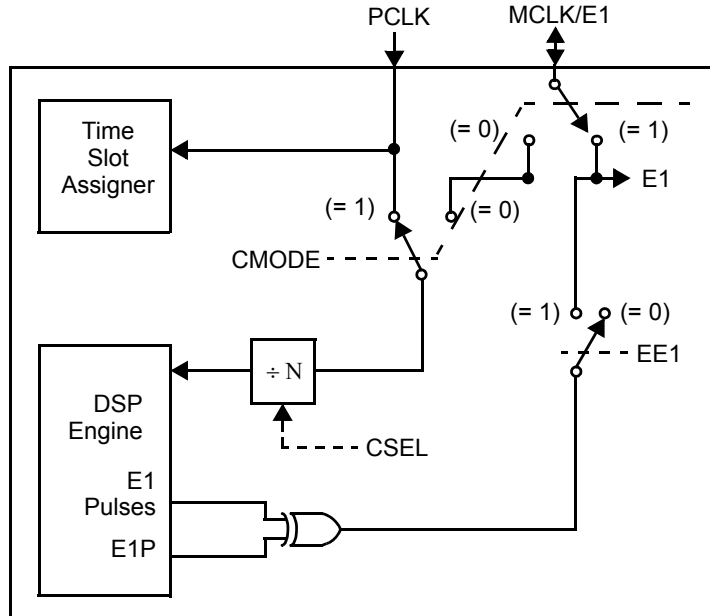 PCLK
MCLK/E1
Time
Slot
Assigner
(= 0)
(= 1)
E1
(= 1)
(= 0)
CMODE
(= 1)
(= 0)
EE1
÷ N
DSP
Engine
CSEL
E1
Pulses
E1P